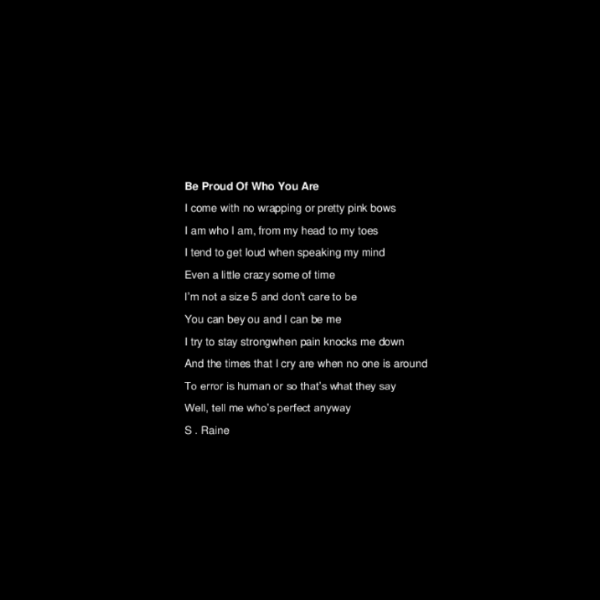 Be Proud Of Who You Are
I come with no wrapping or pretty pink bows
I am who I am, from my head to my toes
I tend to get loud when speaking my mind
Even a little crazy some of time
I'm not a size 5 and don't care to be
You can bey ou and I can be me
I try to stay strongwhen pain knocks me down
And the times that I cry are when no one is around
To error is human or so that's what they say
Well, tell me who's perfect anyway
S . Raine